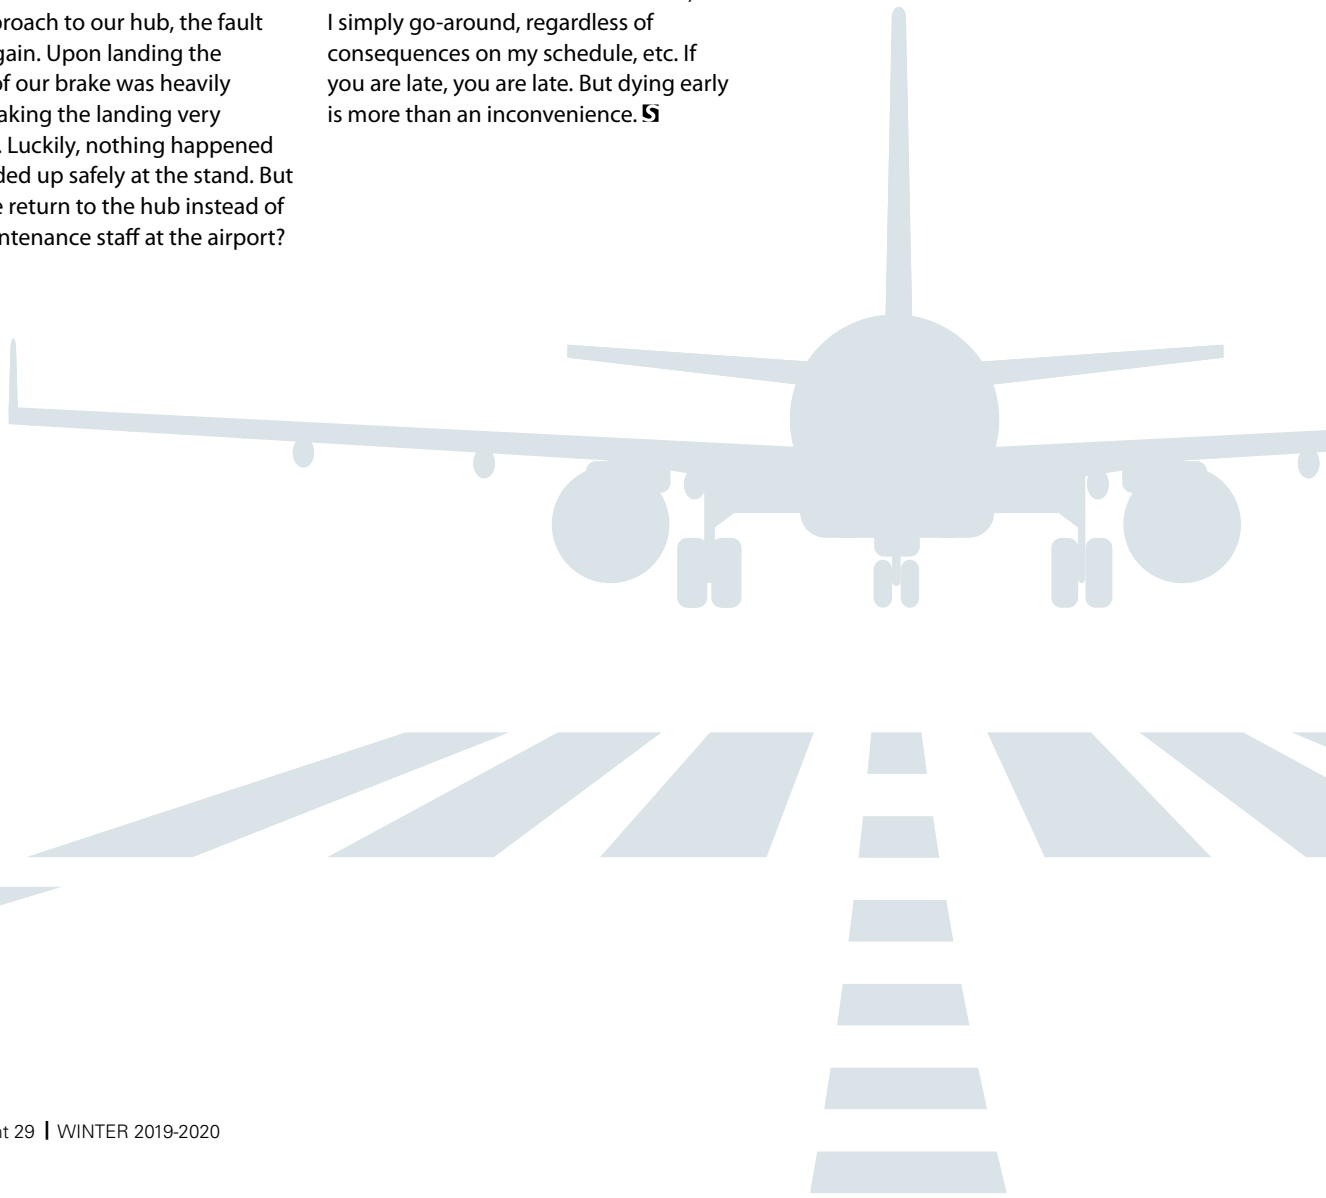 proach to our hub, the fault
gain. Upon landing the
of our brake was heavily
aking the landing very
. Luckily, nothing happened
ded up safely at the stand. But
e return to the hub instead of
ntenance staff at the airport?
I simply go-around, regardless of
consequences on my schedule, etc. If
you are late, you are late. But dying early
is more than an inconvenience. S
nt 29 | WINTER 2019-2020